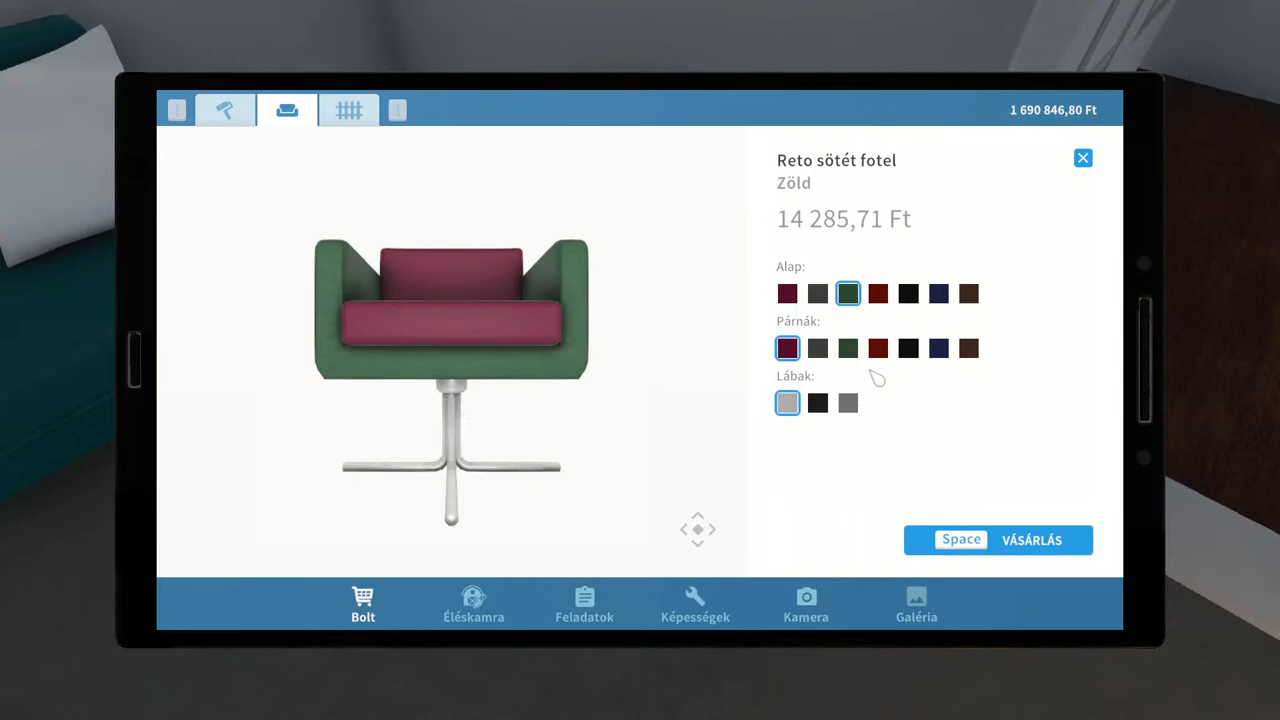 1 690 846,80 Ft
Reto sötét fotel
Zöld
14 285,71 Ft
Alap:
Párnák:
Lábak:
Space VÁSÁRLÁS
Bolt Éléskamra Feladatok Képességek Kamera Galéria